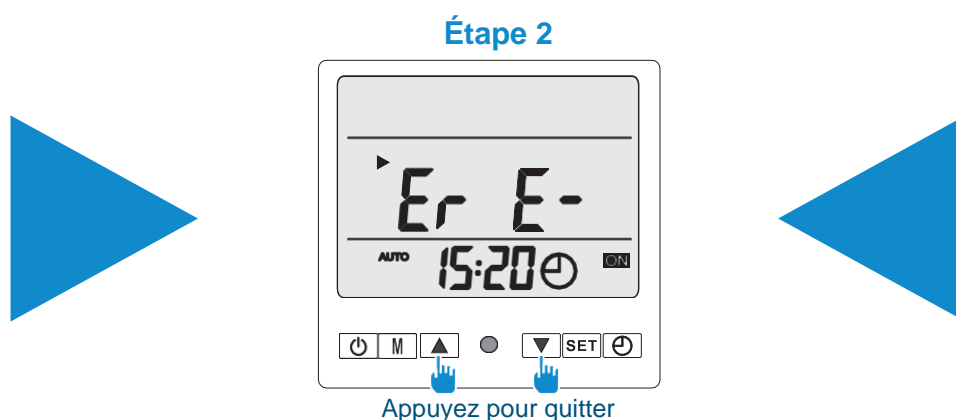 Étape 2
Er E-
AUTO 15:20 ON
M SET
Appuyez pour quitter